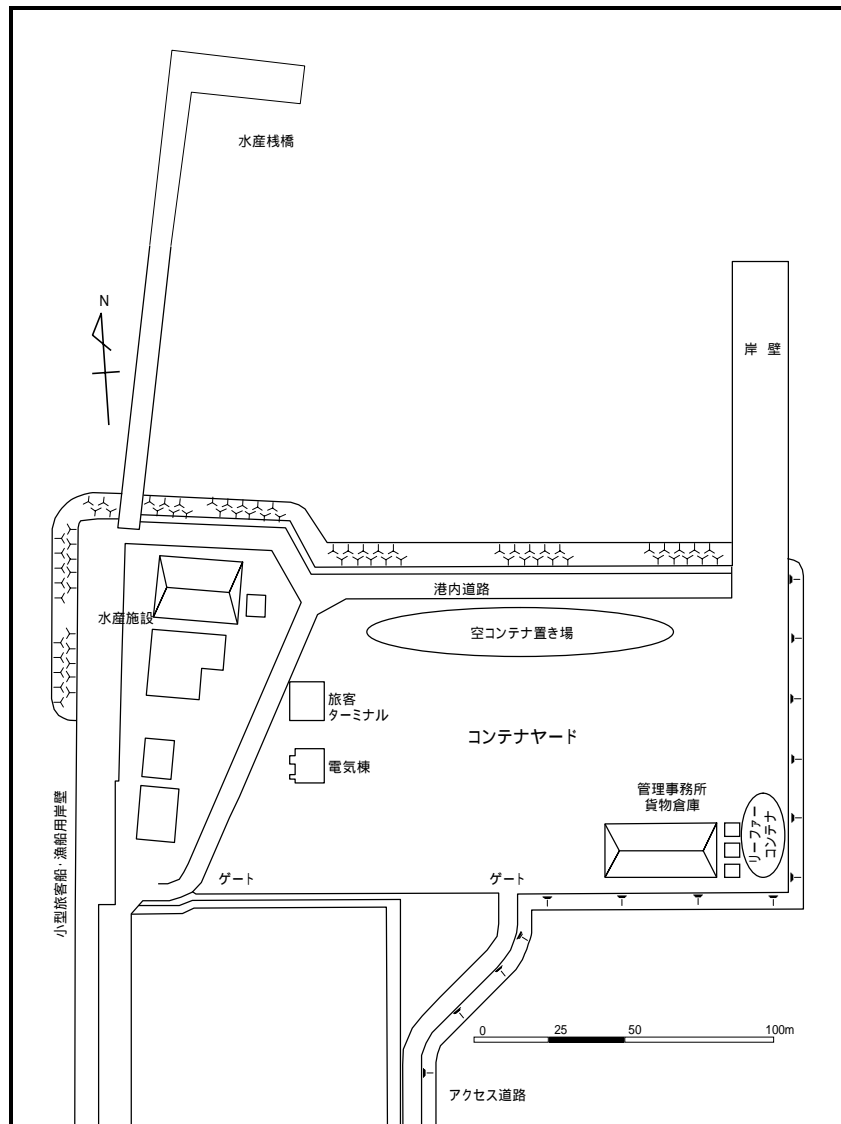 水産桟橋
N
岸 壁
港内道路
空コンテナ置き場
水産施設
旅客
ターミナル
コンテナヤード
電気棟
管理事務所
貨物倉庫
リーファー
コンテナ
小型旅客船・漁船用岸壁
ゲート
ゲート
0 25 50 100m
アクセス道路